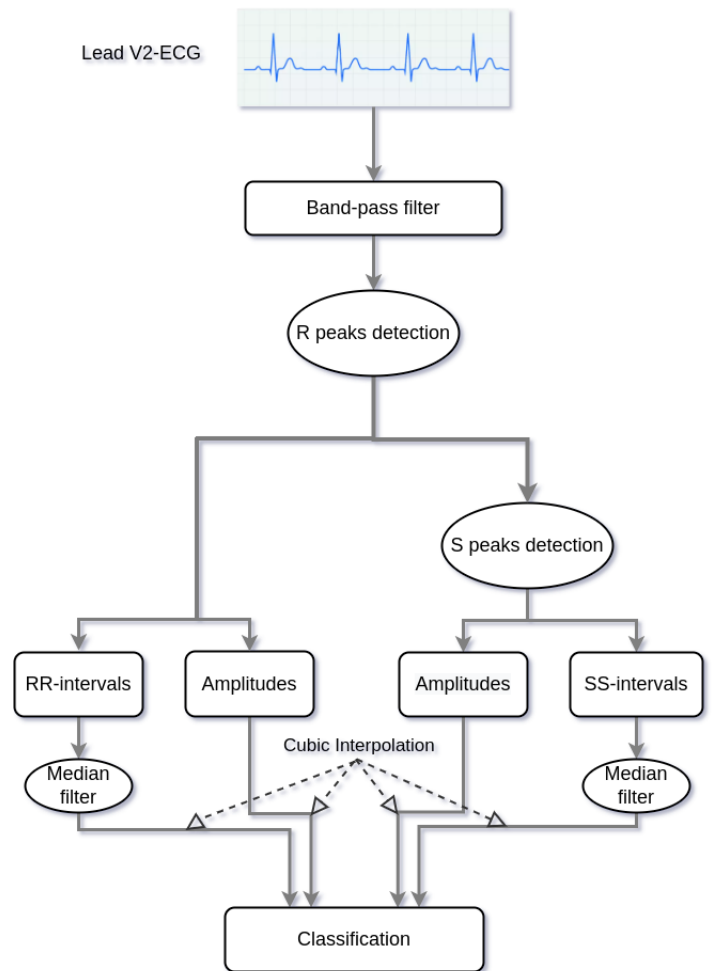 Lead V2-ECG
Band-pass filter
R peaks detection
S peaks detection
RR-intervals
Amplitudes
Amplitudes
SS-intervals
Cubic Interpolation
Median
filter
Median
filter
Classification